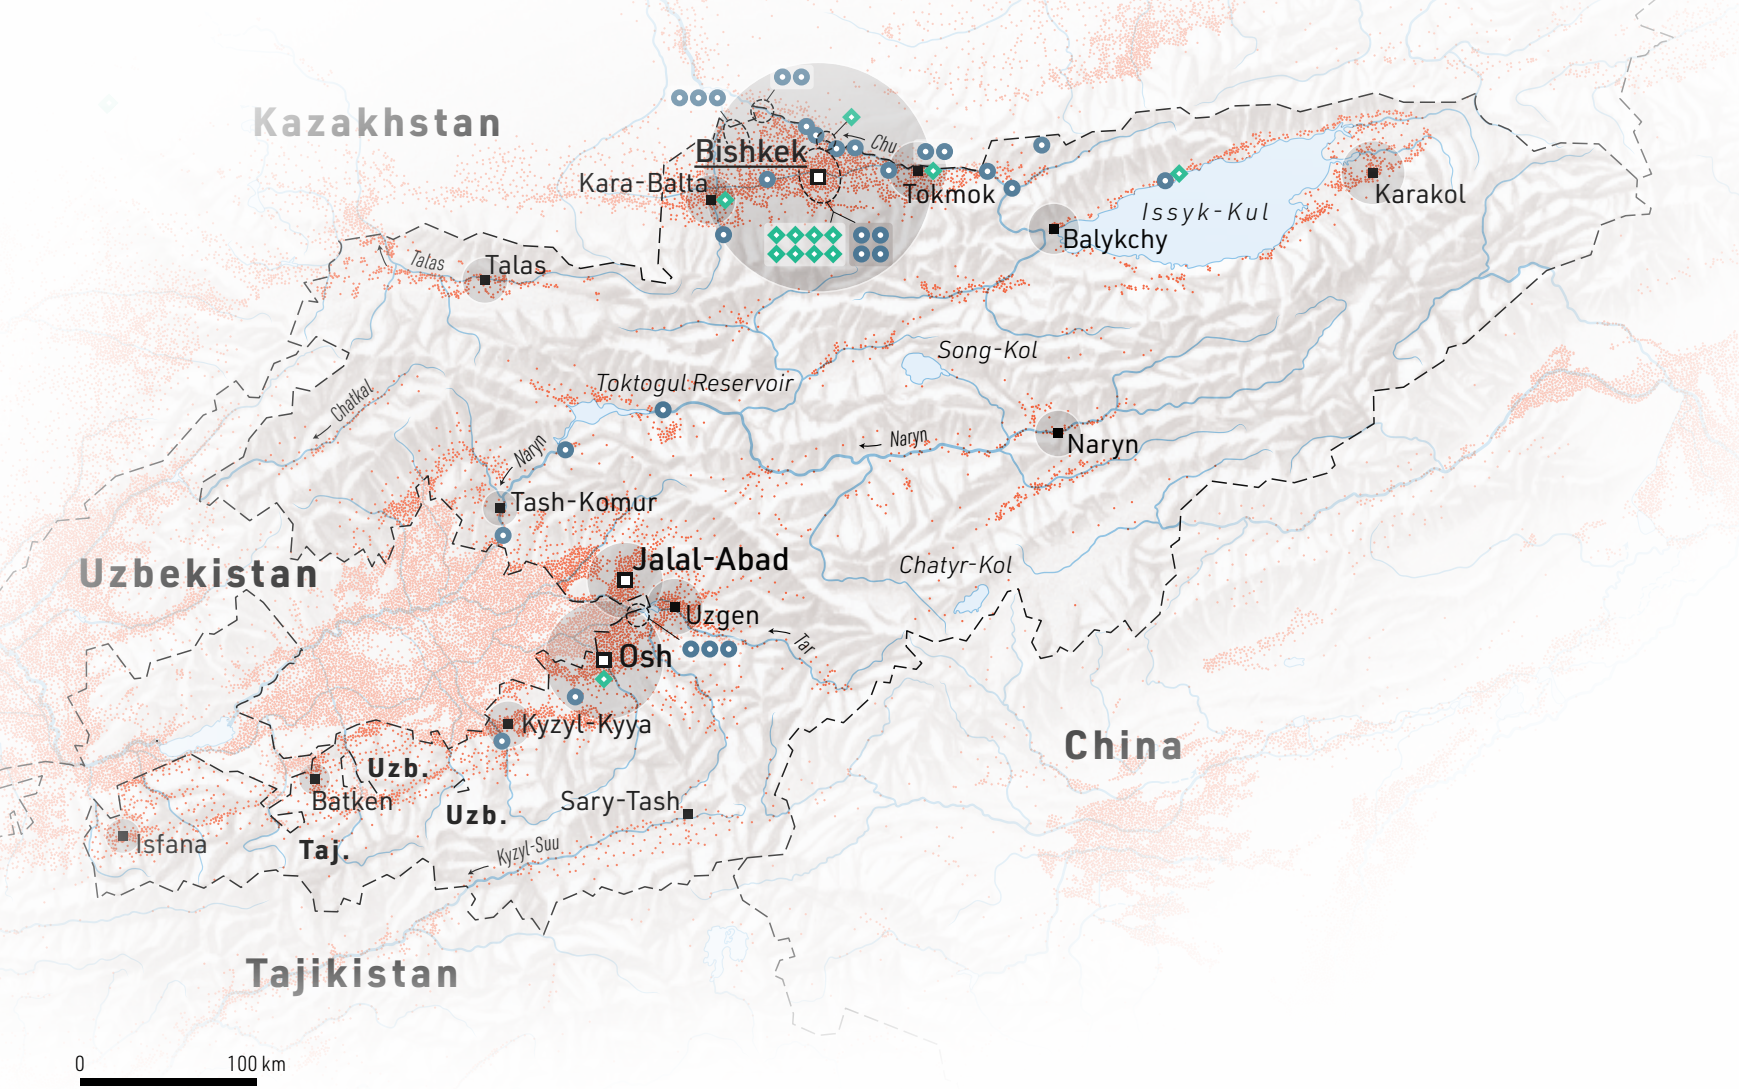 Kazakhstan
Chu
Bishkek
Kara-Balta
Tokmok
Karakol
Issyk-Kul
Balykchy
Talas
Talas
Song-Kol
Toktogul Reservoir
Chatkal
Naryn
Naryn
Naryn
Tash-Komur
Jalal-Abad
Chatyr-Kol
Uzbekistan
Uzgen
Tar
Osh
Kyzyl-Kyya
China
Uzb.
Batken
Sary-Tash
Uzb.
Isfana
Taj.
Kyzyl-Suu
Tajikistan
0 100 km